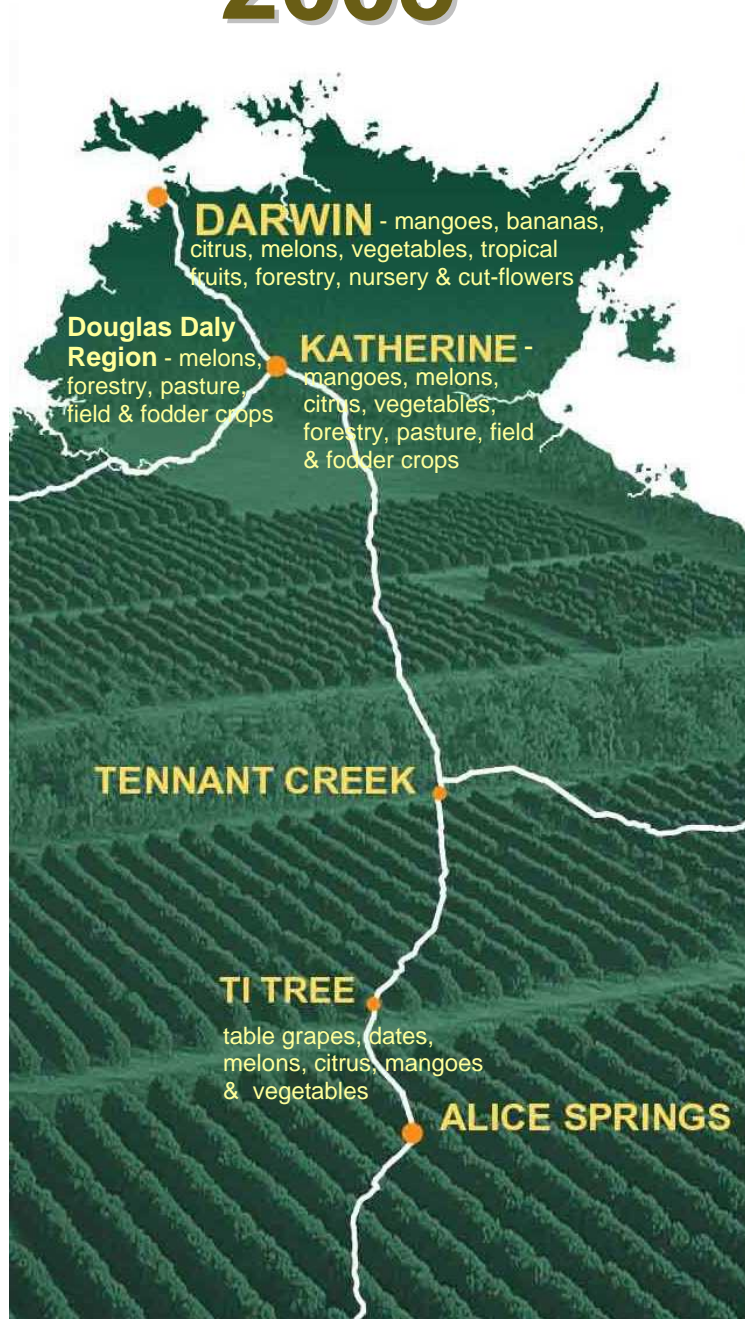 DARWIN - mangoes, bananas,
citrus, melons, vegetables, tropical
fruits, forestry, nursery & cut-flowers
Douglas Daly
Region - melons,
forestry, pasture,
field & fodder crops
KATHERINE -
mangoes, melons,
citrus, vegetables,
forestry, pasture, field
& fodder crops
TENNANT CREEK
TI TREE
table grapes, dates,
melons, citrus, mangoes
& vegetables
ALICE SPRINGS